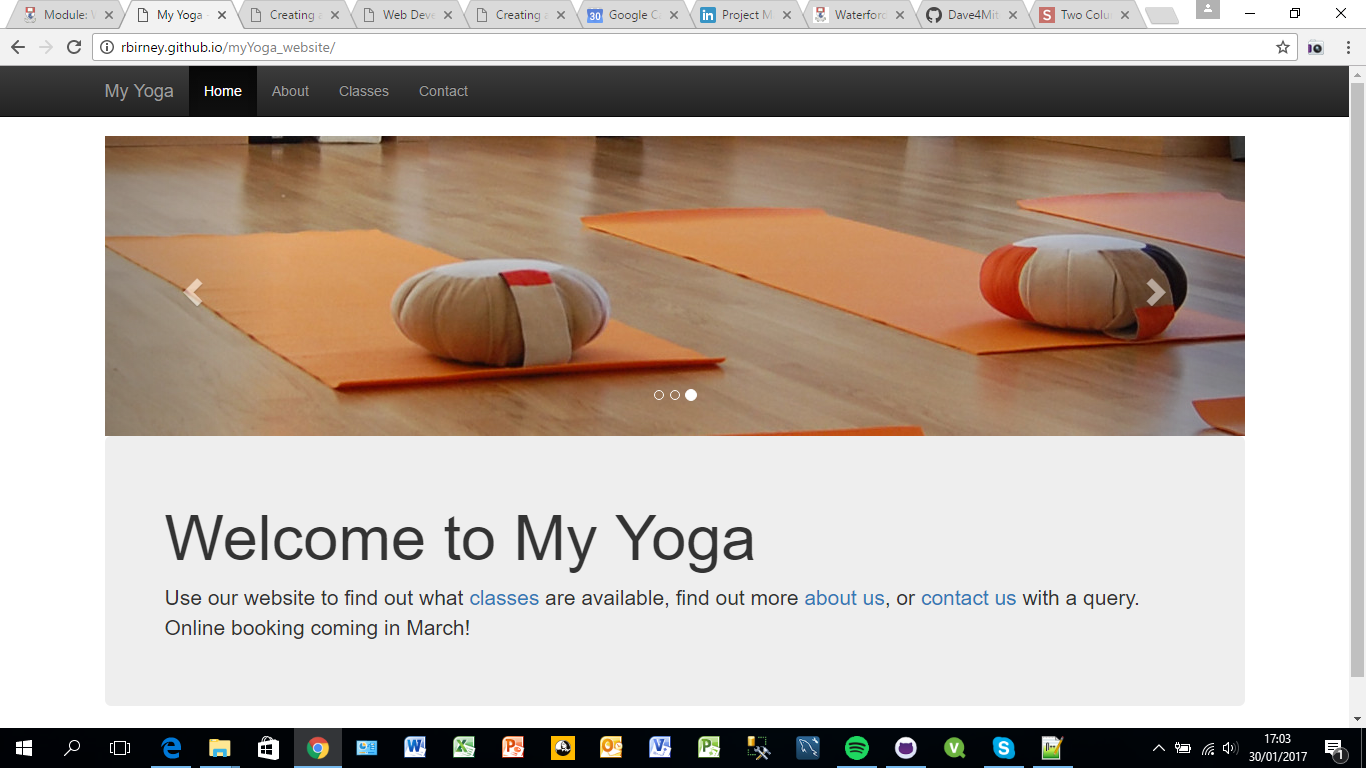 Module: W
My Yoga -
Creating a
Web Deve
Creating a
30 Google Ca
in Project M
Waterford
Dave4Mit
S Two Colu
rbirney.github.io/myYoga_website/
My Yoga Home About Classes Contact
Welcome to My Yoga
Use our website to find out what classes are available, find out more about us, or contact us with a query.
Online booking coming in March!
17:03
30/01/2017
1